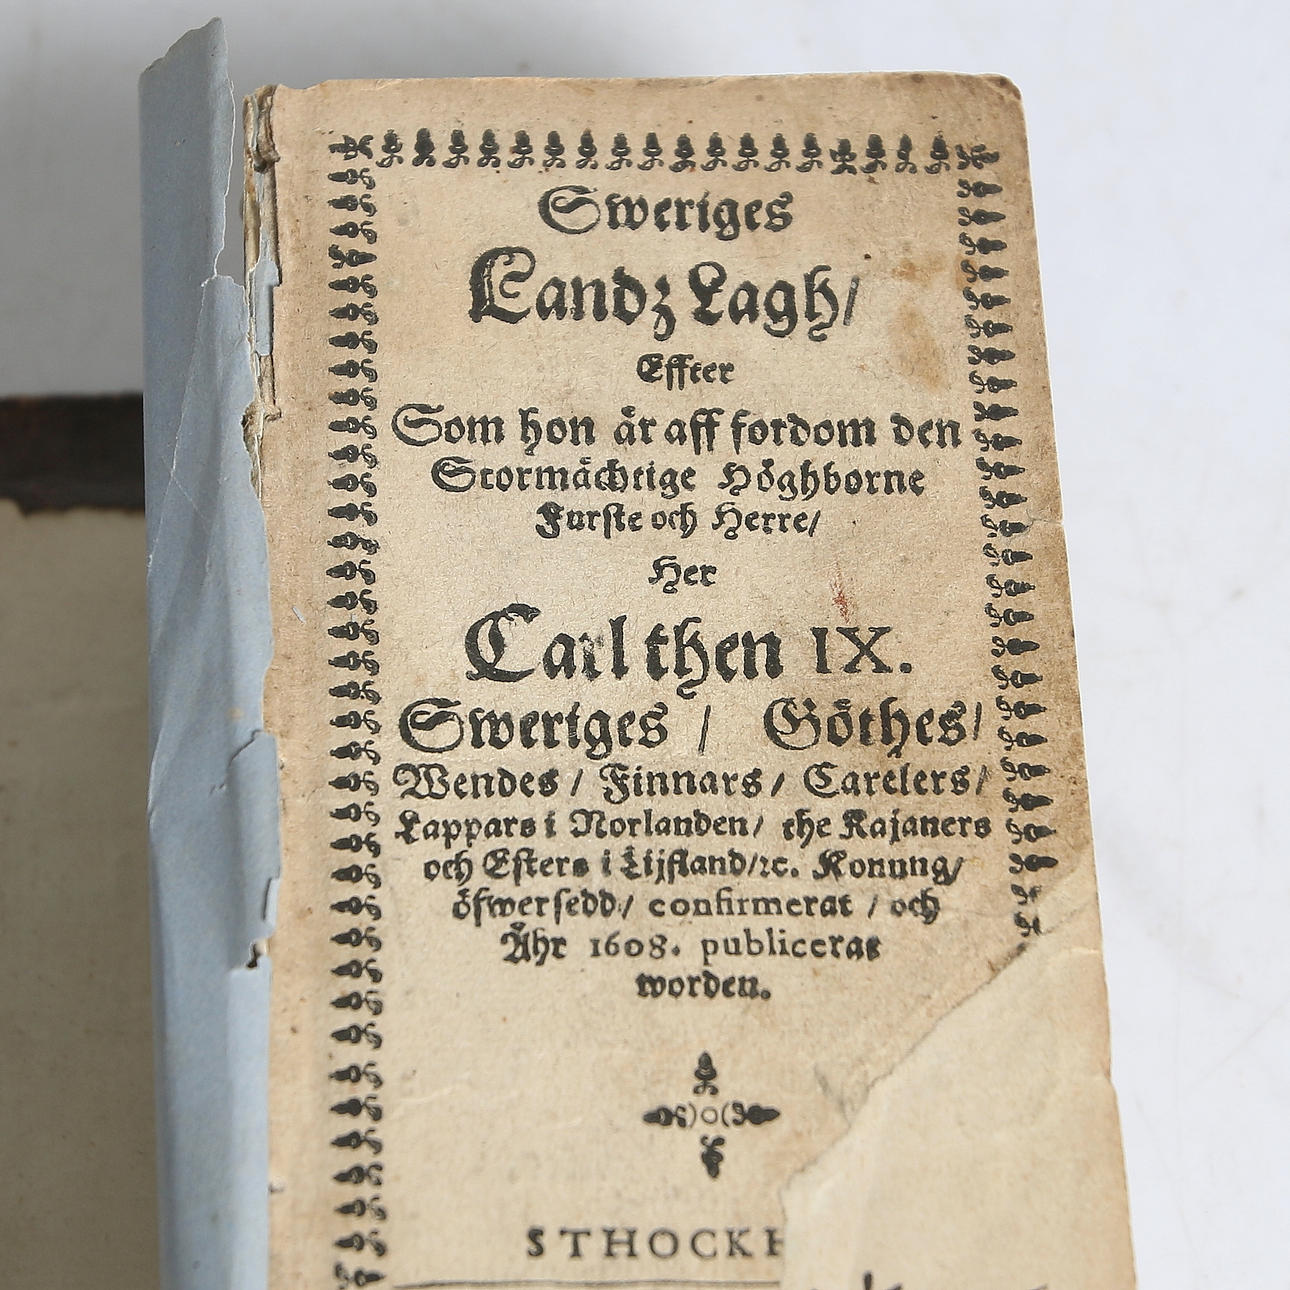 Sweriges
Landz Lagh/
Effter
Som hon är aff fordom den
Stormächtige Höghborne
Furste och Herre/
Her
Carl then IX.
Sweriges / Göthes/
Wendes / Finnars / Carelers/
Lappars i Norlanden/ the Kajaners
och Esters i Lijfland/ꝛc. Konung/
öfwersedd/ confirmerat / och
Åhr 1608. publicerat
worden.
)o(
STHOCK